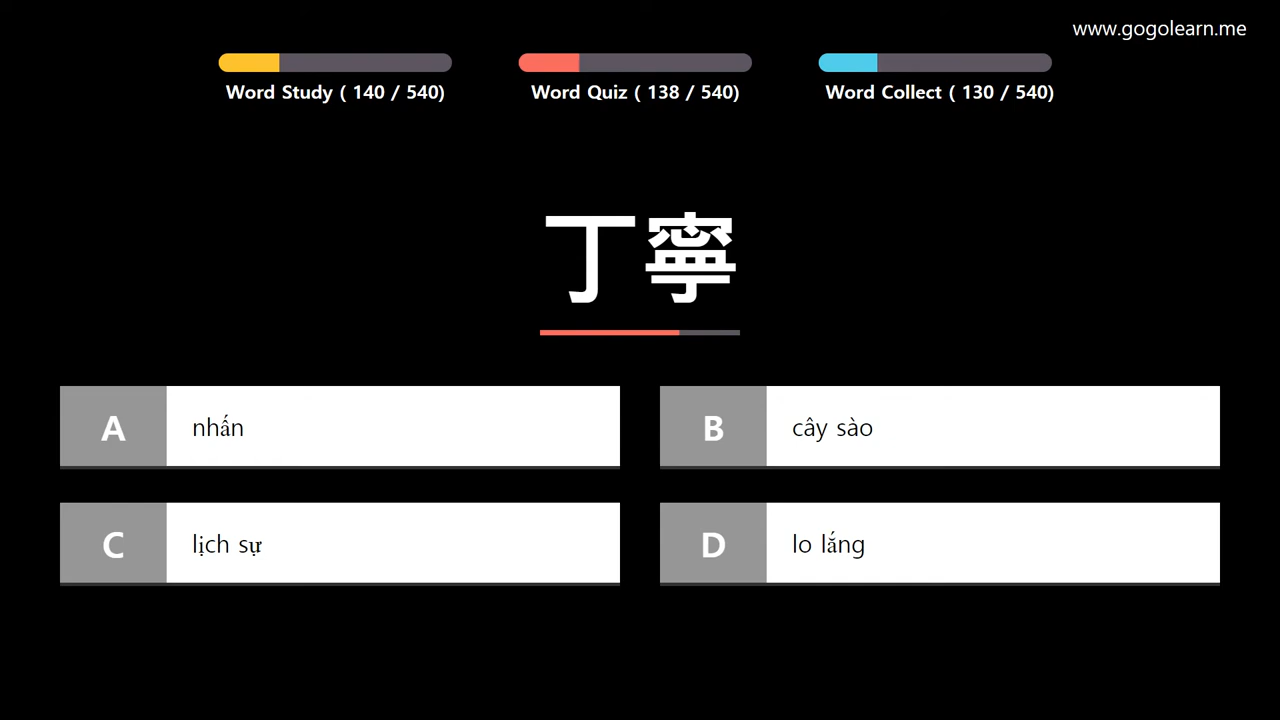 www.gogolearn.me
Word Study ( 140 / 540)
Word Quiz ( 138 / 540)
Word Collect ( 130 / 540)
丁寧
A nhấn
B cây sào
C lịch sự
D lo lắng